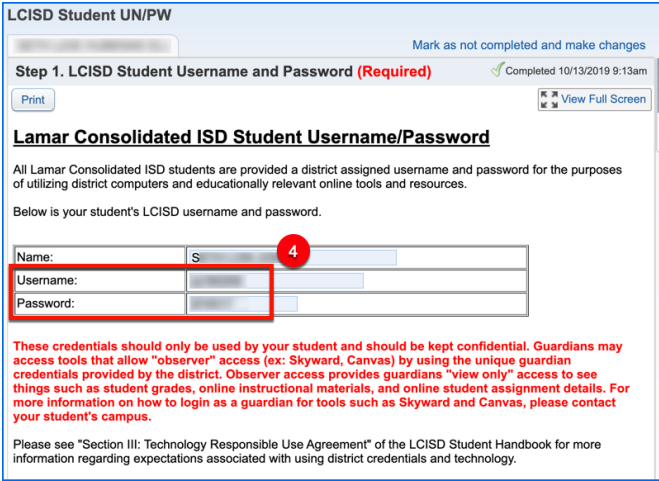 LCISD Student UN/PW
Mark as not completed and make changes
Step 1. LCISD Student Username and Password (Required)
Completed 10/13/2019 9:13am
Print
View Full Screen
Lamar Consolidated ISD Student Username/Password
All Lamar Consolidated ISD students are provided a district assigned username and password for the purposes
of utilizing district computers and educationally relevant online tools and resources.
Below is your student's LCISD username and password.
Name: S
4
Username:
Password:
These credentials should only be used by your student and should be kept confidential. Guardians may
access tools that allow "observer" access (ex: Skyward, Canvas) by using the unique guardian
credentials provided by the district. Observer access provides guardians "view only" access to see
things such as student grades, online instructional materials, and online student assignment details. For
more information on how to login as a guardian for tools such as Skyward and Canvas, please contact
your student's campus.
Please see "Section III: Technology Responsible Use Agreement" of the LCISD Student Handbook for more
information regarding expectations associated with using district credentials and technology.